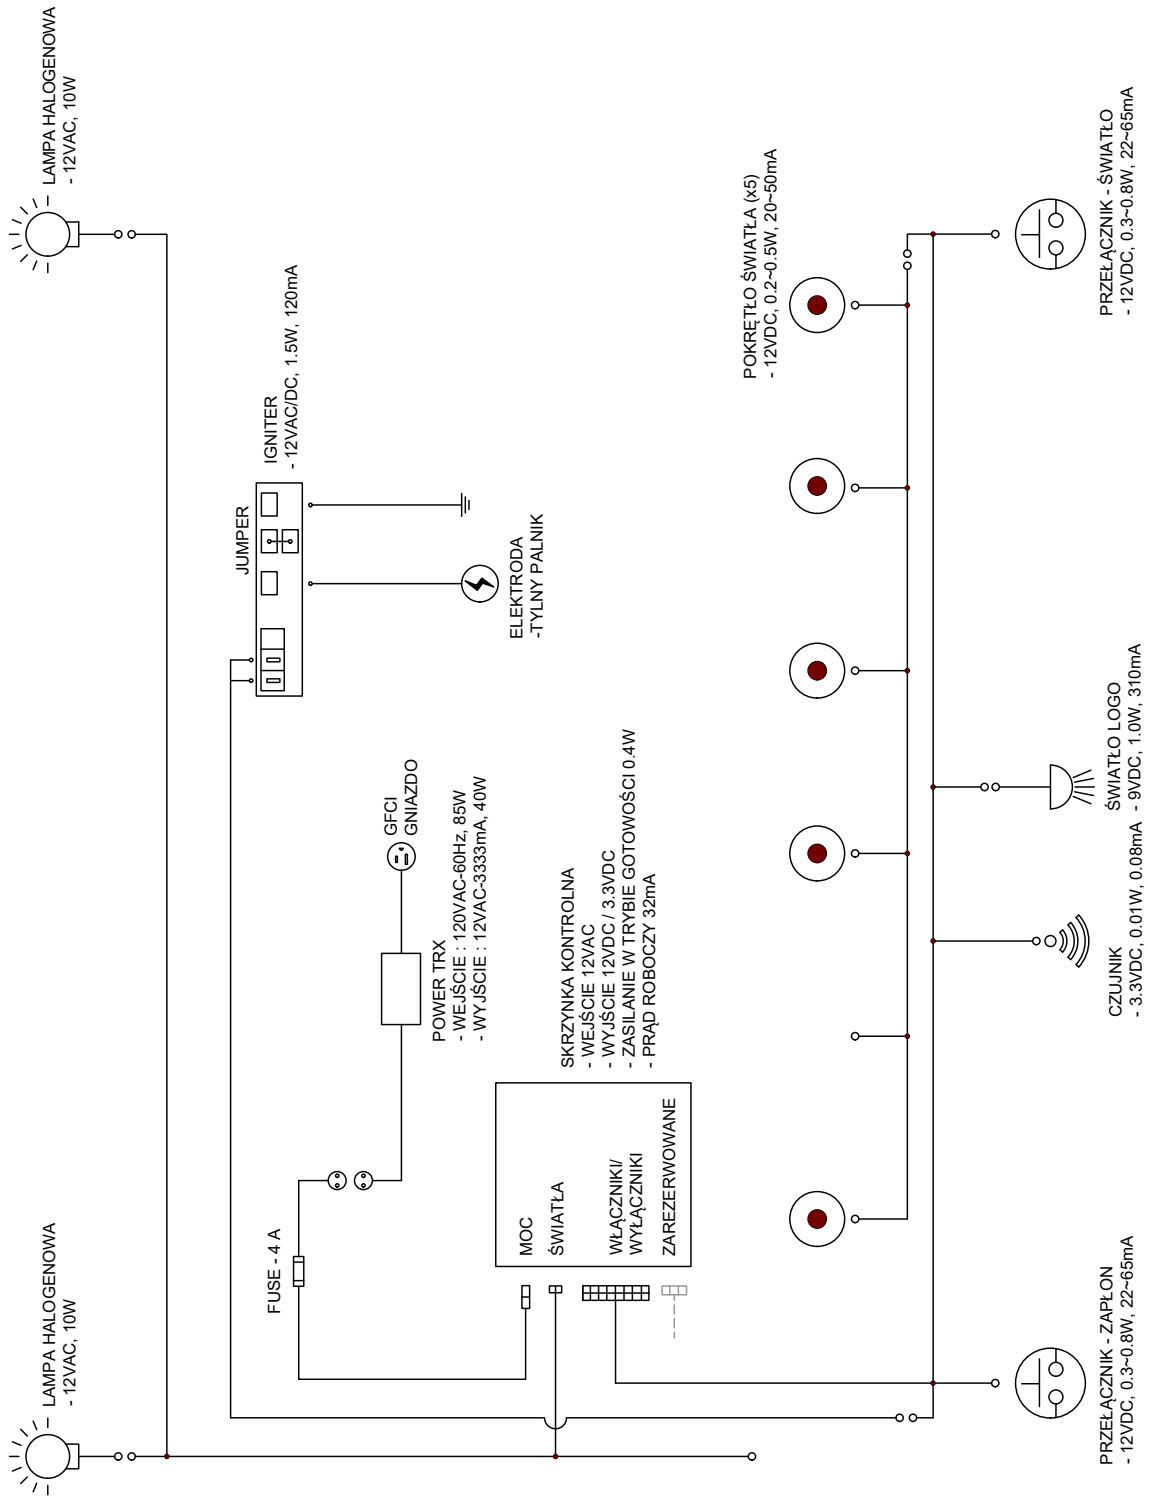 LAMPA HALOGENOWA
- 12VAC, 10W
LAMPA HALOGENOWA
- 12VAC, 10W
FUSE - 4 A
JUMPER
IGNITER
- 12VAC/DC, 1.5W, 120mA
GFCI
GNIAZDO
POWER TRX
- WEJŚCIE : 120VAC-60Hz, 85W
- WYJŚCIE : 12VAC-3333mA, 40W
ELEKTRODA
-TYLNY PALNIK
SKRZYNKA KONTROLNA
- WEJŚCIE 12VAC
- WYJŚCIE 12VDC / 3.3VDC
- ZASILANIE W TRYBIE GOTOWOŚCI 0.4W
- PRĄD ROBOCZY 32mA
MOC
ŚWIATŁA
WŁĄCZNIKI/
WYŁĄCZNIKI
ZAREZERWOWANE
POKRĘTŁO ŚWIATŁA (x5)
- 12VDC, 0.2~0.5W, 20~50mA
PRZEŁĄCZNIK - ZAPŁON
- 12VDC, 0.3~0.8W, 22~65mA
CZUJNIK
- 3.3VDC, 0.01W, 0.08mA
ŚWIATŁO LOGO
- 9VDC, 1.0W, 310mA
PRZEŁĄCZNIK - ŚWIATŁO
- 12VDC, 0.3~0.8W, 22~65mA